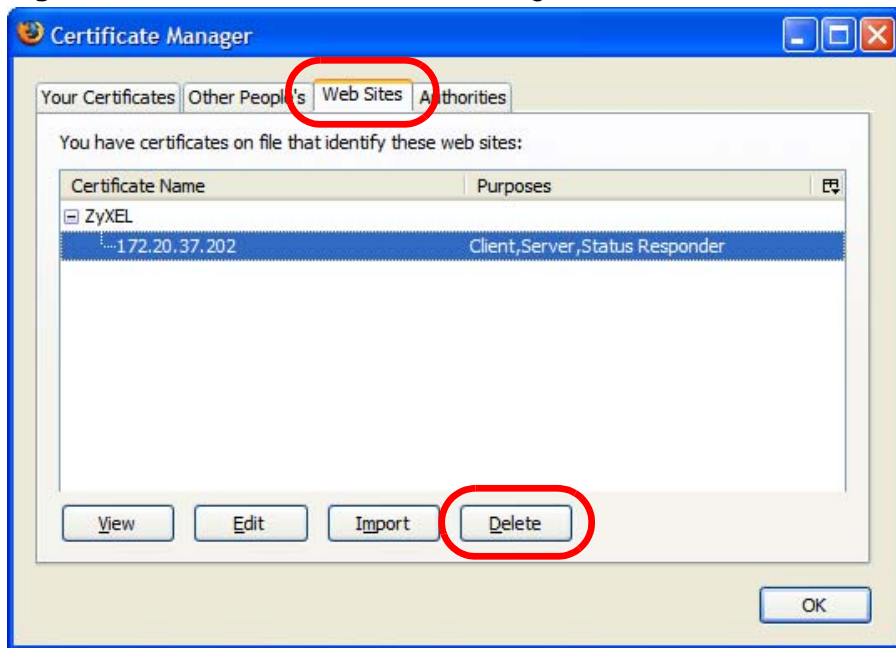 Certificate Manager
Your Certificates Other People's Web Sites Authorities
You have certificates on file that identify these web sites:
Certificate Name Purposes
ZyXEL
172.20.37.202 Client,Server,Status Responder
View Edit Import Delete
OK